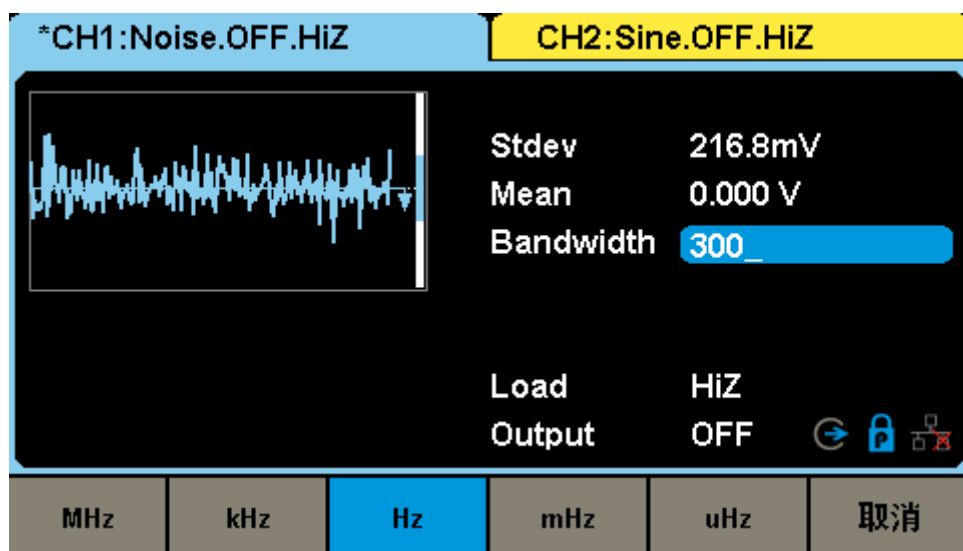 *CH1:Noise.OFF.HiZ CH2:Sine.OFF.HiZ
Stdev 216.8mV
Mean 0.000 V
Bandwidth 300_
Load HiZ
Output OFF
MHz kHz Hz mHz uHz 取消